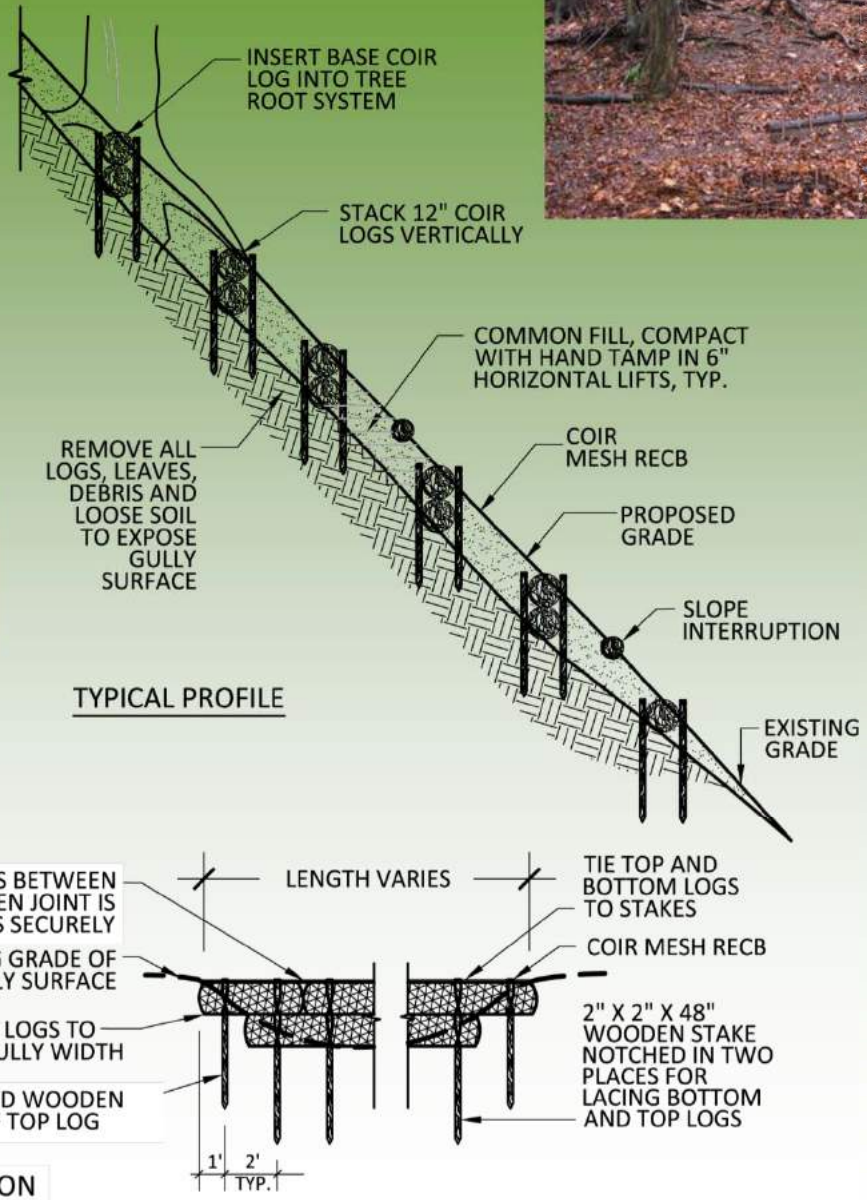 INSERT BASE COIR
LOG INTO TREE
ROOT SYSTEM
STACK 12" COIR
LOGS VERTICALLY
COMMON FILL, COMPACT
WITH HAND TAMP IN 6"
HORIZONTAL LIFTS, TYP.
REMOVE ALL
LOGS, LEAVES,
DEBRIS AND
LOOSE SOIL
TO EXPOSE
GULLY
SURFACE
COIR
MESH RECB
PROPOSED
GRADE
SLOPE
INTERRUPTION
TYPICAL PROFILE
EXISTING
GRADE
S BETWEEN
EN JOINT IS
S SECURELY
LENGTH VARIES
TIE TOP AND
BOTTOM LOGS
TO STAKES
G GRADE OF
LY SURFACE
COIR MESH RECB
LOGS TO
ULLY WIDTH
2" X 2" X 48"
WOODEN STAKE
NOTCHED IN TWO
PLACES FOR
LACING BOTTOM
AND TOP LOGS
D WOODEN
TOP LOG
1' 2'
TYP.
ON